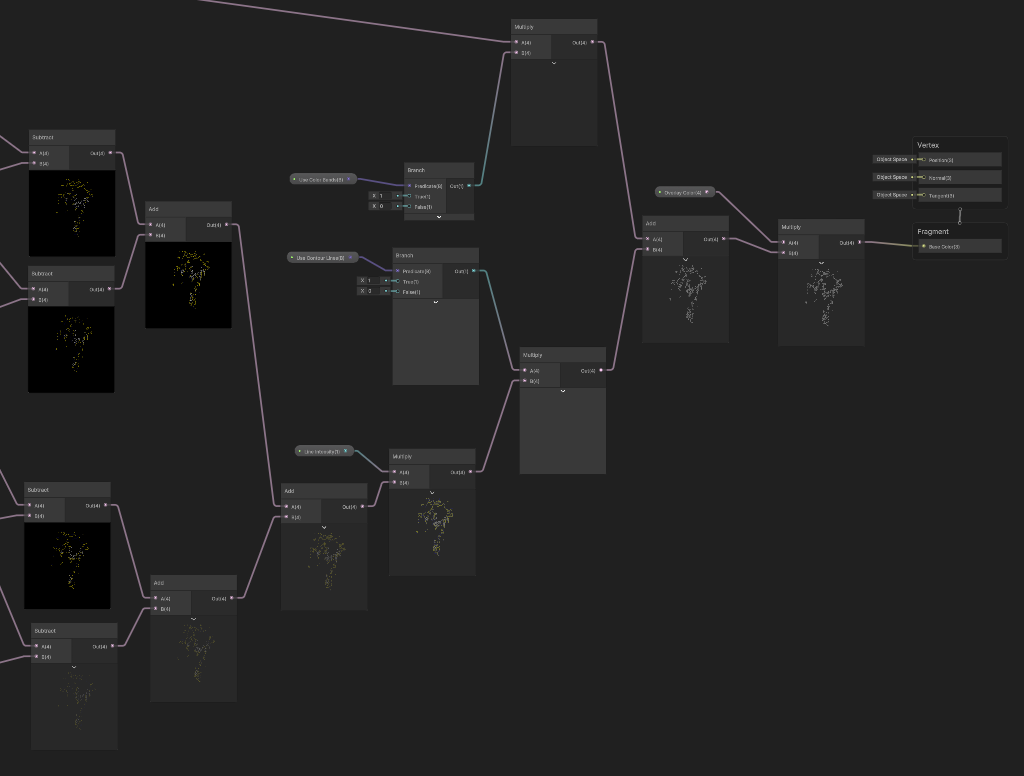 Multiply
A(4) Out(4)
B(4)
Subtract
A(4) Out(4)
B(4)
Vertex
Object Space Position(3)
Object Space Normal(3)
Object Space Tangent(3)
Fragment
Base Color(3)
Branch
Use Color Bands(B) Predicate(B) Out(1)
X 1 True(1)
X 0 False(1)
Overlay Color(4)
Add
A(4) Out(4)
B(4)
Add
A(4) Out(4)
B(4)
Multiply
A(4) Out(4)
B(4)
Branch
Use Contour Lines(B) Predicate(B) Out(1)
X 1 True(1)
X 0 False(1)
Subtract
A(4) Out(4)
B(4)
Multiply
A(4) Out(4)
B(4)
Line Intensity(1)
Multiply
A(4) Out(4)
B(4)
Subtract
A(4) Out(4)
B(4)
Add
A(4) Out(4)
B(4)
Add
A(4) Out(4)
B(4)
Subtract
A(4) Out(4)
B(4)